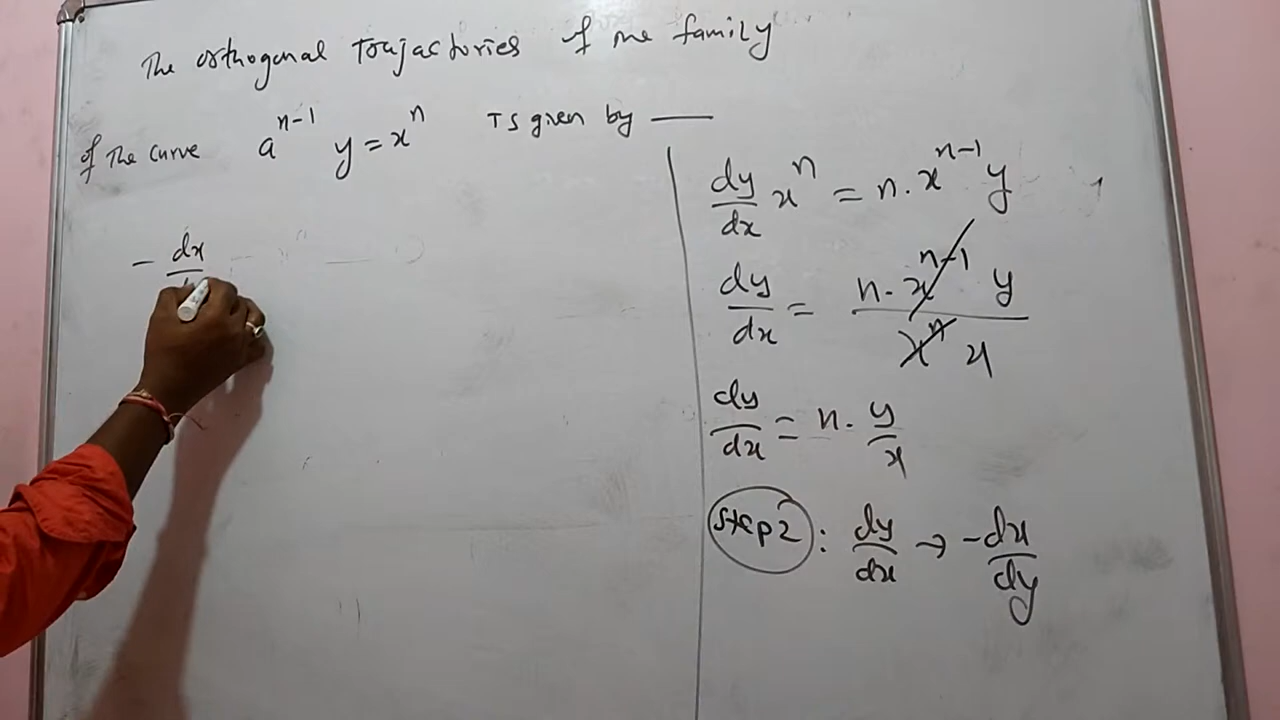 The orthogonal Trajectories of the family
of the curve a^{n-1} y = x^n is given by ___
dy/dx x^n = n. x^{n-1} y
dy/dx = n. x^{n-1} y / x^n x
dy/dx = n. y/x
Step 2 : dy/dx → -dx/dy
- dx